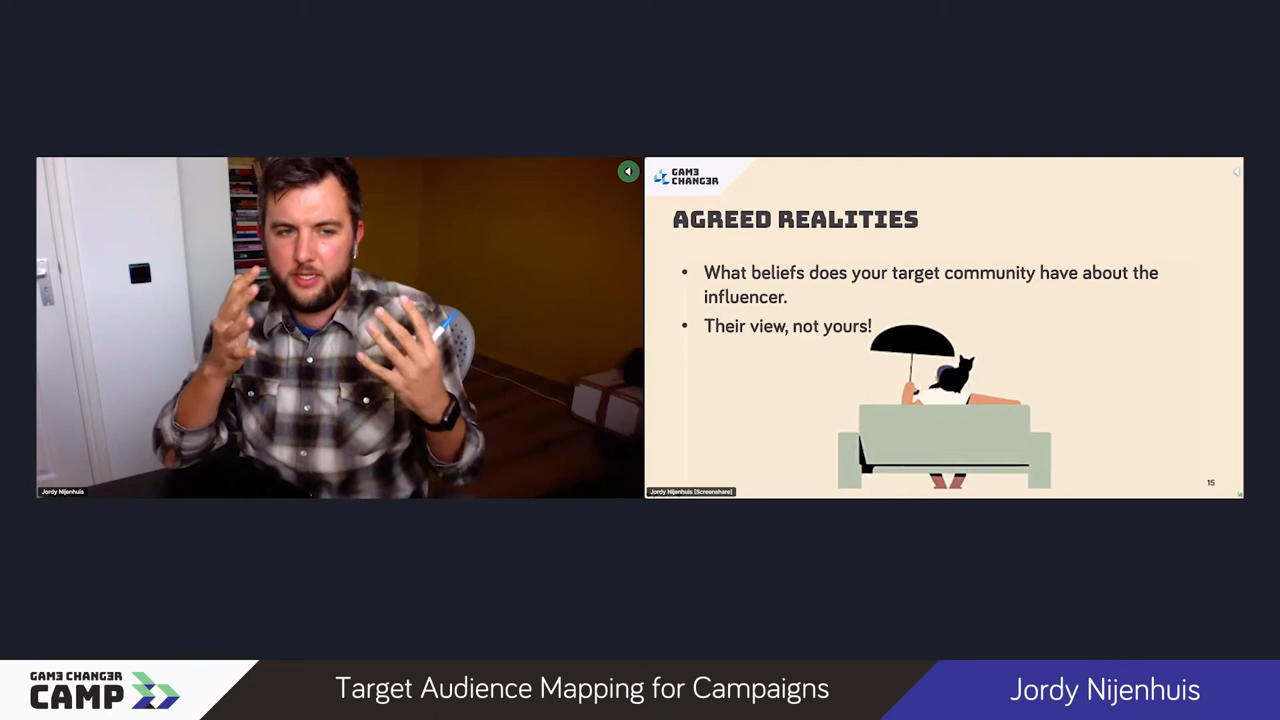 GAM3
CHANG3R
AGREED REALITIES
• What beliefs does your target community have about the
influencer.
• Their view, not yours!
15
Jordy Nijenhuis
Jordy Nijenhuis [Screenshare]
GAM3 CHANG3R
CAMP
Target Audience Mapping for Campaigns
Jordy Nijenhuis